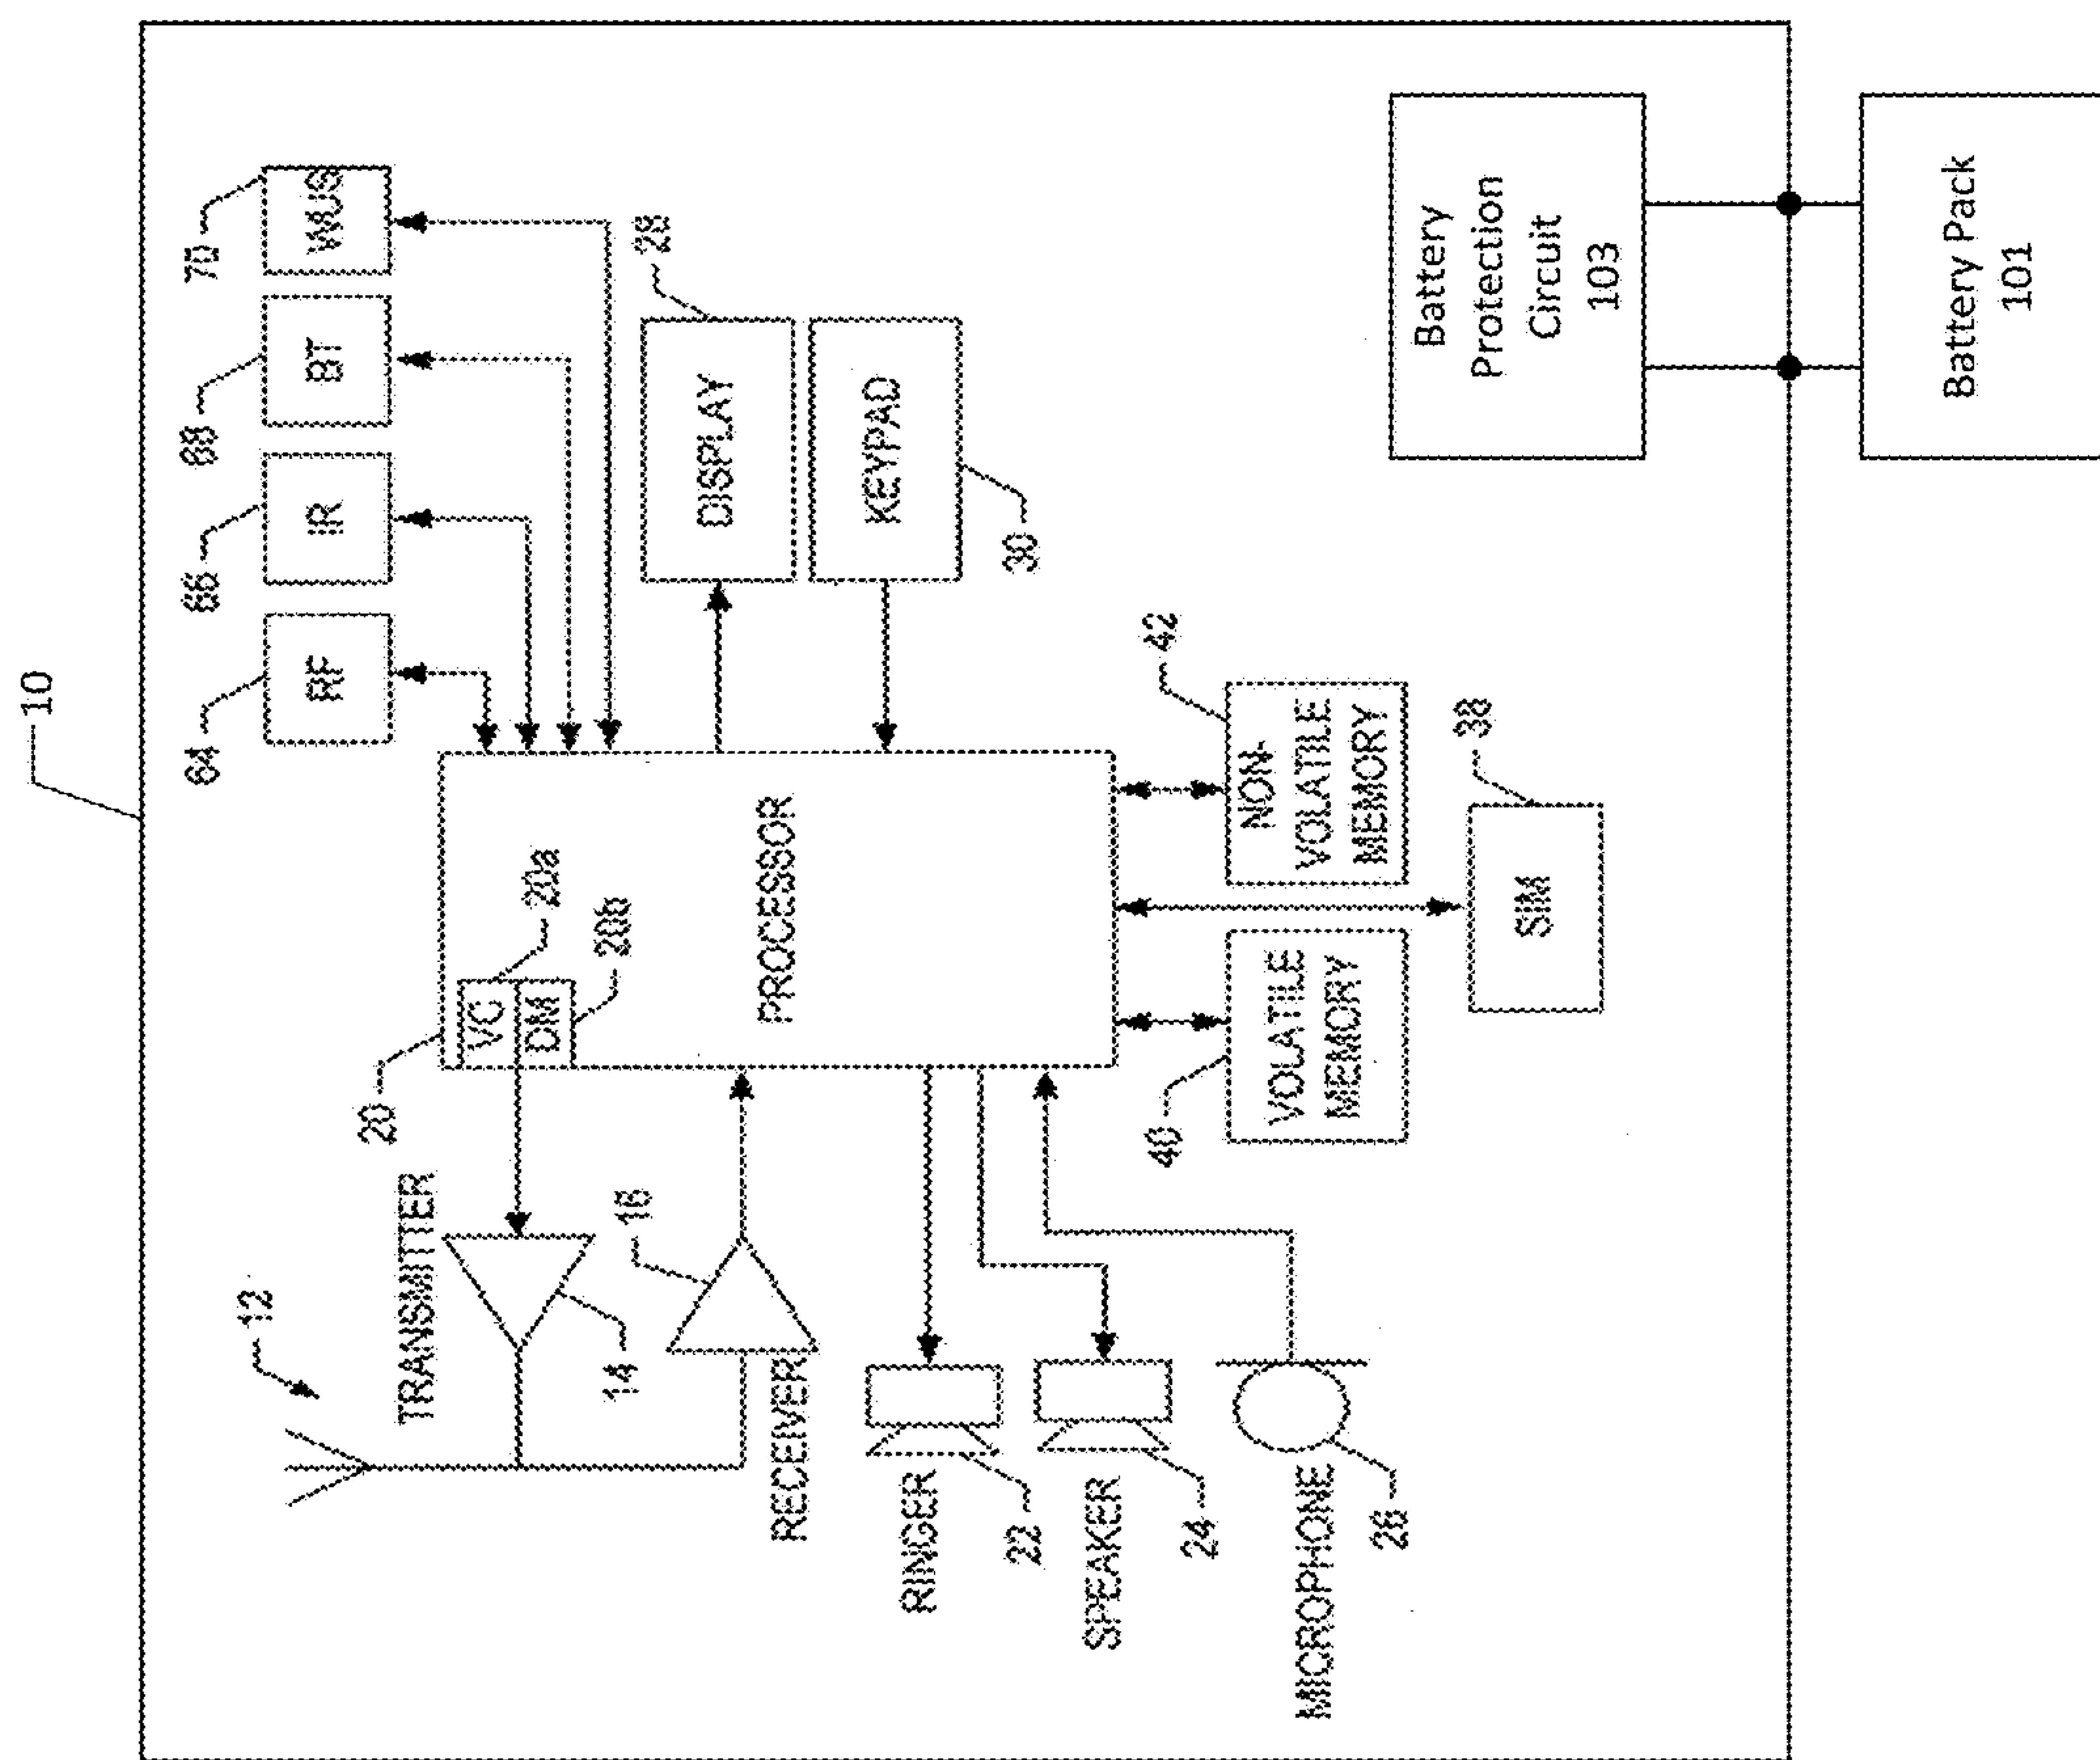 10
64
66
68
70
12
RF
IR
BT
WUS
20
TRANSMITTER
VC
20a
DM
20b
14
16
28
DISPLAY
PROCESSOR
RECEIVER
KEYPAD
RINGER
22
30
SPEAKER
40
42
24
VOLATILE
MEMORY
NON-
VOLATILE
MEMORY
MICROPHONE
26
38
SIM
Battery
Protection
Circuit
103
Battery Pack
101